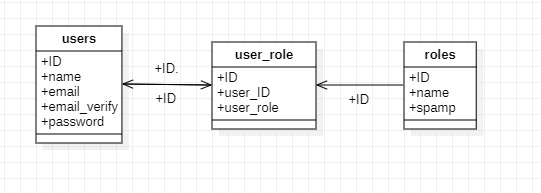 users
+ID
+name
+email
+email_verify
+password
+ID.
+ID
user_role
+ID
+user_ID
+user_role
+ID
roles
+ID
+name
+spamp